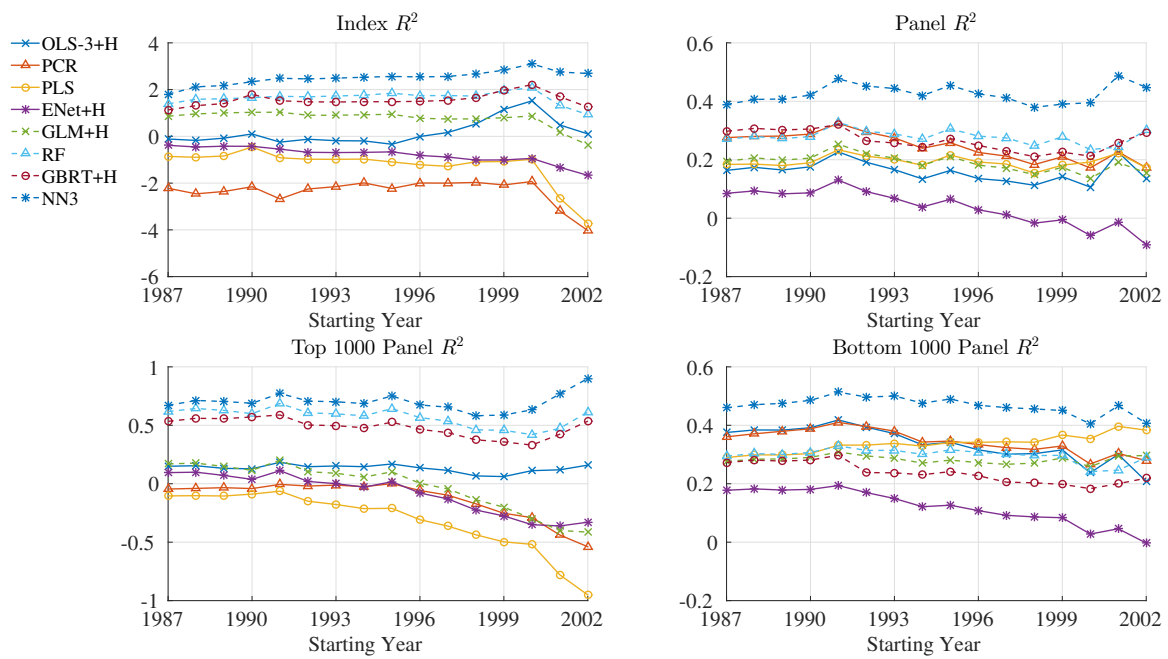 Index R²
Panel R²
OLS-3+H
PCR
PLS
ENet+H
GLM+H
RF
GBRT+H
NN3
4
2
0
-2
-4
-6
1987 1990 1993 1996 1999 2002
Starting Year
0.6
0.4
0.2
0
-0.2
1987 1990 1993 1996 1999 2002
Starting Year
Top 1000 Panel R²
1
0.5
0
-0.5
-1
1987 1990 1993 1996 1999 2002
Starting Year
Bottom 1000 Panel R²
0.6
0.4
0.2
0
-0.2
1987 1990 1993 1996 1999 2002
Starting Year